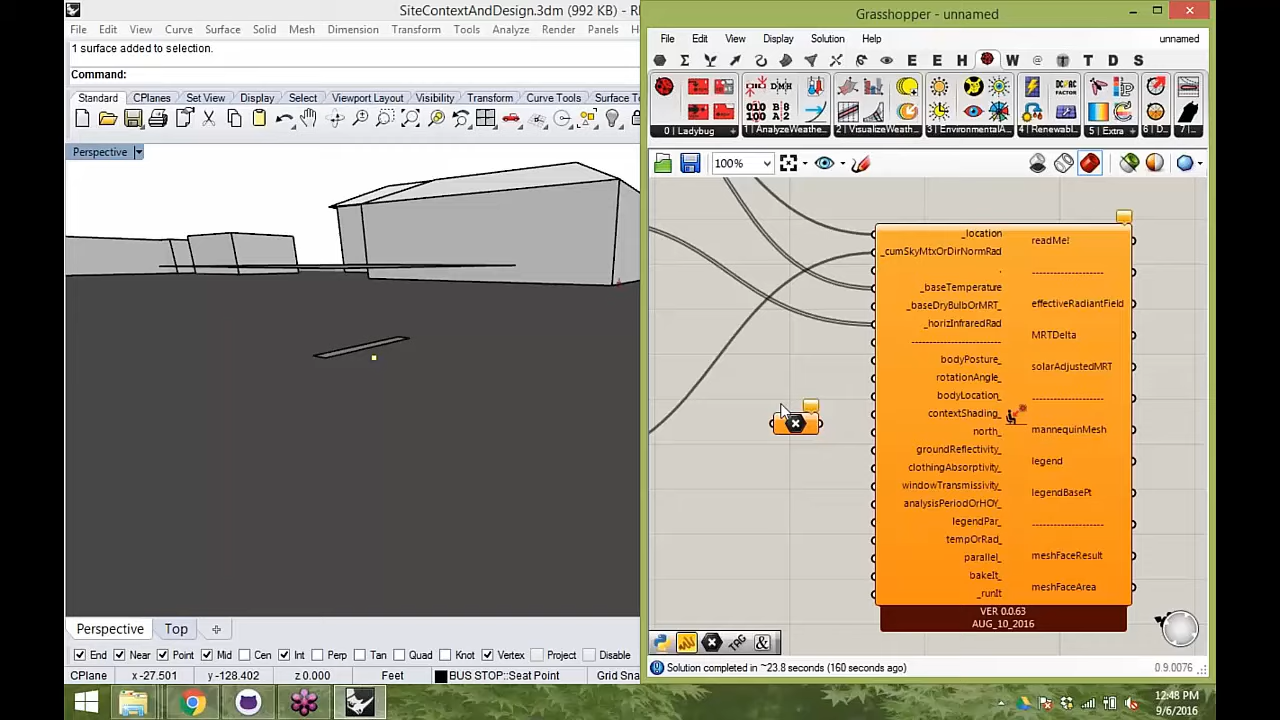 SiteContextAndDesign.3dm (992 KB) - R
File Edit View Curve Surface Solid Mesh Dimension Transform Tools Analyze Render Panels
1 surface added to selection.
Command:
Standard CPlanes Set View Display Select Viewport Layout Visibility Transform Curve Tools Surface To
Perspective
Perspective Top
End Near Point Mid Cen Int Perp Tan Quad Knot Vertex Project Disable
CPlane x -27.501 y -128.402 z 0.000 Feet BUS STOP::Seat Point Grid Snap
Grasshopper - unnamed
File Edit View Display Solution Help unnamed
E E H W @ T D S
0 | Ladybug 1 | AnalyzeWeathe... 2 | VisualizeWeath... 3 | EnvironmentalA... 4 | Renewabl... 5 | Extra 6 | D... 7 |...
100%
_location
_cumSkyMtxOrDirNormRad
.
_baseTemperature
_baseDryBulbOrMRT_
_horizInfraredRad
------------------------
bodyPosture_
rotationAngle_
bodyLocation_
contextShading_
north_
groundReflectivity_
clothingAbsorptivity_
windowTransmissivity_
analysisPeriodOrHOY_
legendPar_
tempOrRad_
parallel_
bakeIt_
_runIt
readMe!
--------------------
effectiveRadiantField
MRTDelta
solarAdjustedMRT
--------------------
mannequinMesh
legend
legendBasePt
--------------------
meshFaceResult
meshFaceArea
VER 0.0.63
AUG_10_2016
TAG &
Solution completed in ~23.8 seconds (160 seconds ago) 0.9.0076
12:48 PM
9/6/2016